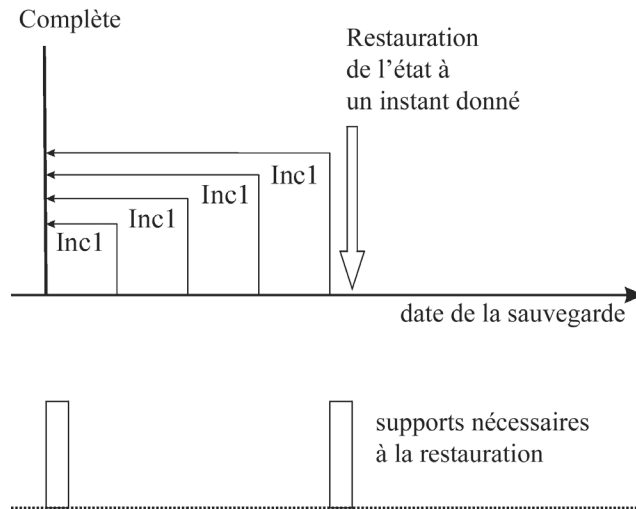 Complète
Restauration
de l’état à
un instant donné
Inc1
Inc1
Inc1
Inc1
date de la sauvegarde
supports nécessaires
à la restauration